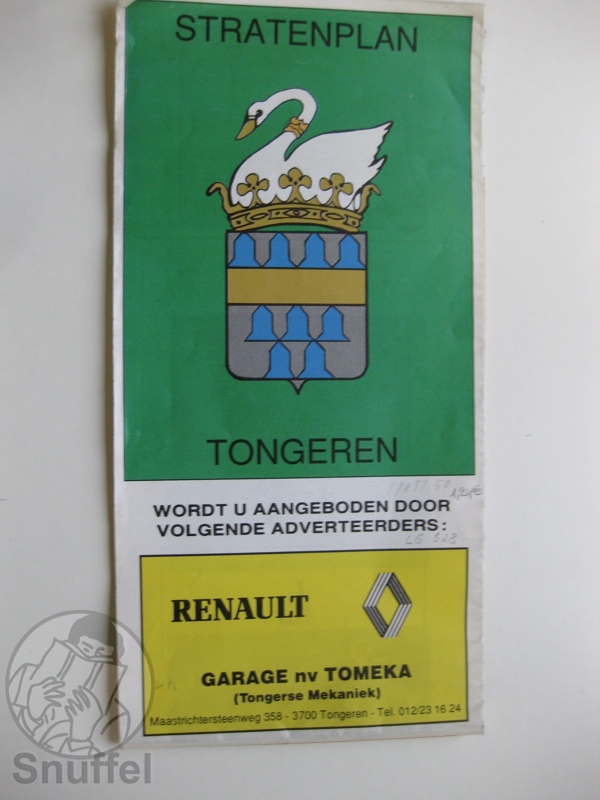 STRATENPLAN
TONGEREN
WORDT U AANGEBODEN DOOR
VOLGENDE ADVERTEERDERS:
LG 528
RENAULT
GARAGE nv TOMEKA
(Tongerse Mekaniek)
Maastrichtersteenweg 358 - 3700 Tongeren - Tel. 012/23 16 24
Snuffel